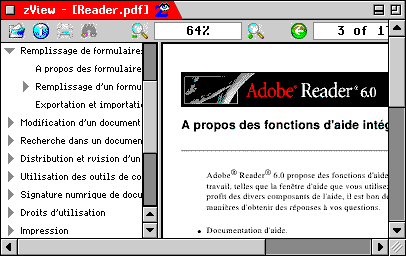 zView - [Reader.pdf]
64%
3 of 1
Remplissage de formulaires
A propos des formulaire
Remplissage d'un formu
Exportation et importatio
Modification d'un document
Recherche dans un documen
Distribution et rvision d'un
Utilisation des outils de co
Signature numrique de docu
Droits d'utilisation
Impression
Adobe® Reader® 6.0
A propos des fonctions d'aide intég
Adobe® Reader® 6.0 propose des fonctions d'ai
travail, telles que la fenêtre d'aide que vous utilisez
profit des divers composants de l'aide, il est bon de
manières d'obtenir des réponses à vos questions.
• Documentation d'aide.